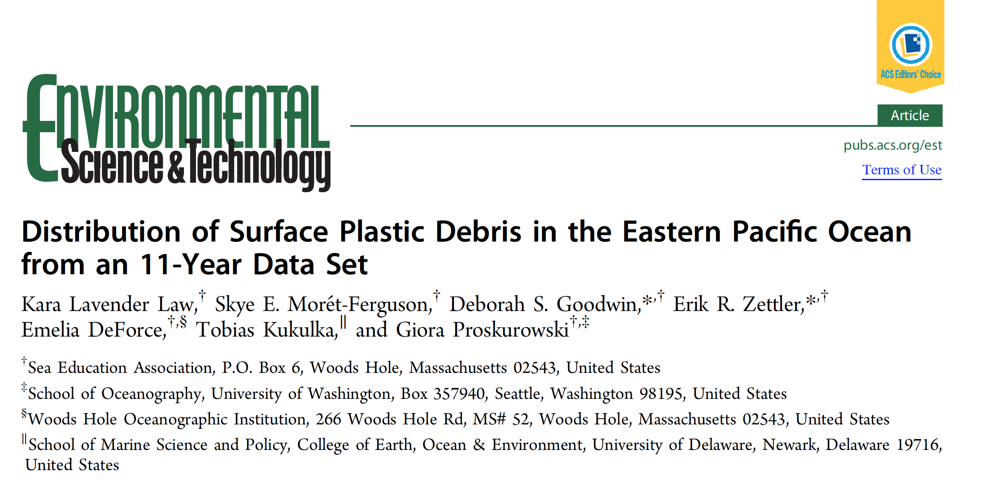 ACS Editors' Choice
ENVIRONMENTAL
Science & Technology
Article
pubs.acs.org/est
Terms of Use
Distribution of Surface Plastic Debris in the Eastern Pacific Ocean
from an 11-Year Data Set
Kara Lavender Law,† Skye E. Morét-Ferguson,† Deborah S. Goodwin,*,† Erik R. Zettler,*,†
Emelia DeForce,†,§ Tobias Kukulka,∥ and Giora Proskurowski†,‡
†Sea Education Association, P.O. Box 6, Woods Hole, Massachusetts 02543, United States
‡School of Oceanography, University of Washington, Box 357940, Seattle, Washington 98195, United States
§Woods Hole Oceanographic Institution, 266 Woods Hole Rd, MS# 52, Woods Hole, Massachusetts 02543, United States
∥School of Marine Science and Policy, College of Earth, Ocean & Environment, University of Delaware, Newark, Delaware 19716,
United States